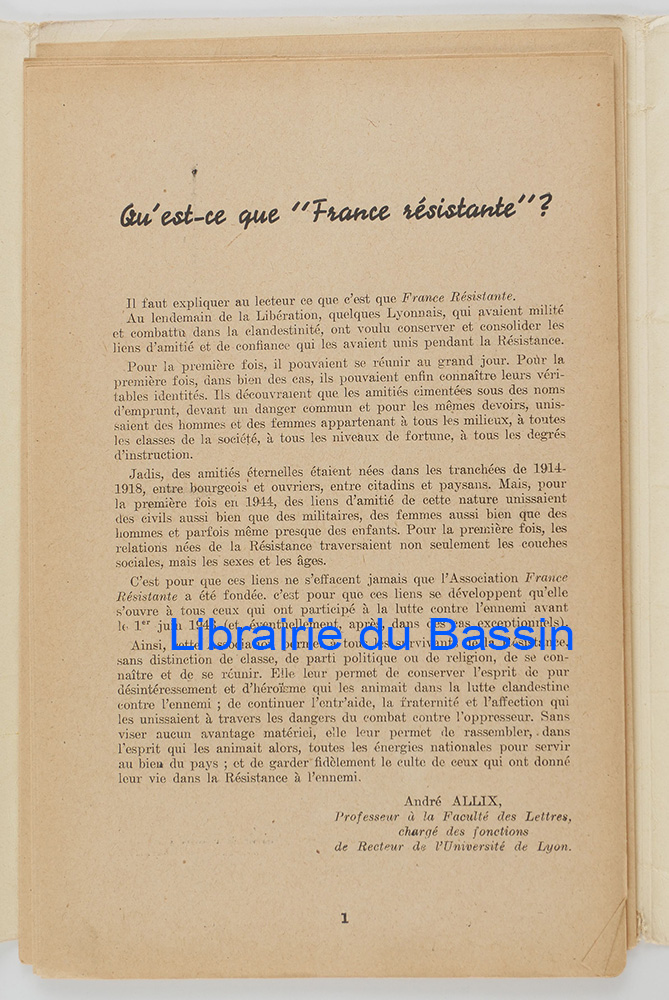 Qu'est-ce que "France résistante"?
Il faut expliquer au lecteur ce que c'est que France Résistante.
Au lendemain de la Libération, quelques Lyonnais, qui avaient milité
et combattu dans la clandestinité, ont voulu conserver et consolider les
liens d'amitié et de confiance qui les avaient unis pendant la Résistance.
Pour la première fois, il pouvaient se réunir au grand jour. Pour la
première fois, dans bien des cas, ils pouvaient enfin connaître leurs véri-
tables identités. Ils découvraient que les amitiés cimentées sous des noms
d'emprunt, devant un danger commun et pour les mêmes devoirs, unis-
saient des hommes et des femmes appartenant à tous les milieux, à toutes
les classes de la société, à tous les niveaux de fortune, à tous les degrés
d'instruction.
Jadis, des amitiés éternelles étaient nées dans les tranchées de 1914-
1918, entre bourgeois et ouvriers, entre citadins et paysans. Mais, pour
la première fois en 1944, des liens d'amitié de cette nature unissaient
des civils aussi bien que des militaires, des femmes aussi bien que des
hommes et parfois même presque des enfants. Pour la première fois, les
relations nées de la Résistance traversaient non seulement les couches
sociales, mais les sexes et les âges.
C'est pour que ces liens ne s'effacent jamais que l'Association France
Résistante a été fondée. c'est pour que ces liens se développent qu'elle
s'ouvre à tous ceux qui ont participé à la lutte contre l'ennemi avant
le 1er juin (et éventuellement, après, dans des cas exceptionnels).
Librairie du Bassin
Ainsi, cette Association permet à tous les survivants de la Résistance,
sans distinction de classe, de parti politique ou de religion, de se con-
naître et de se réunir. Elle leur permet de conserver l'esprit de pur
désintéressement et d'héroïsme qui les animait dans la lutte clandestine
contre l'ennemi ; de continuer l'entr'aide, la fraternité et l'affection qui
les unissaient à travers les dangers du combat contre l'oppresseur. Sans
viser aucun avantage matériel, elle leur permet de rassembler, dans
l'esprit qui les animait alors, toutes les énergies nationales pour servir
au bien du pays ; et de garder fidèlement le culte de ceux qui ont donné
leur vie dans la Résistance à l'ennemi.
André ALLIX,
Professeur à la Faculté des Lettres,
chargé des fonctions
de Recteur de l'Université de Lyon.
1